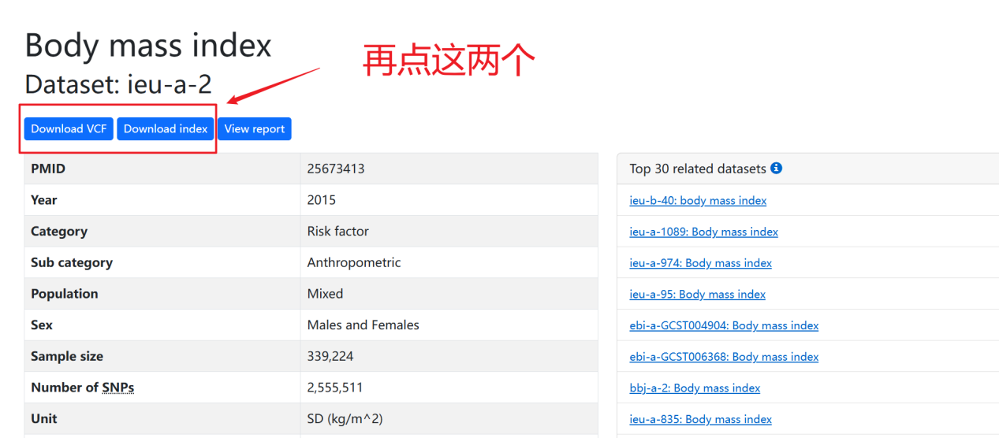 Body mass index
再点这两个
Dataset: ieu-a-2
Download VCF Download index View report
PMID 25673413
Year 2015
Category Risk factor
Sub category Anthropometric
Population Mixed
Sex Males and Females
Sample size 339,224
Number of SNPs 2,555,511
Unit SD (kg/m^2)
Top 30 related datasets
ieu-b-40: body mass index
ieu-a-1089: Body mass index
ieu-a-974: Body mass index
ieu-a-95: Body mass index
ebi-a-GCST004904: Body mass index
ebi-a-GCST006368: Body mass index
bbj-a-2: Body mass index
ieu-a-835: Body mass index